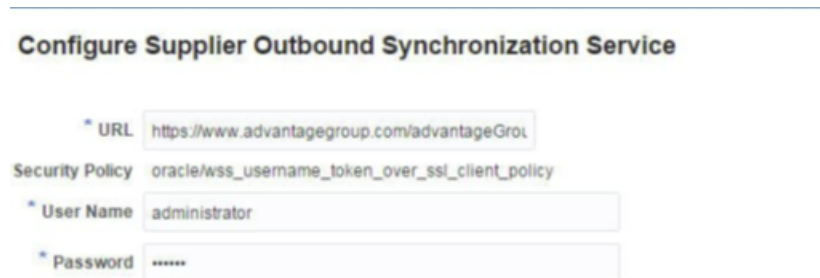 Configure Supplier Outbound Synchronization Service
* URL https://www.advantagegroup.com/advantageGrou
Security Policy oracle/wss_username_token_over_ssl_client_policy
* User Name administrator
* Password ••••••